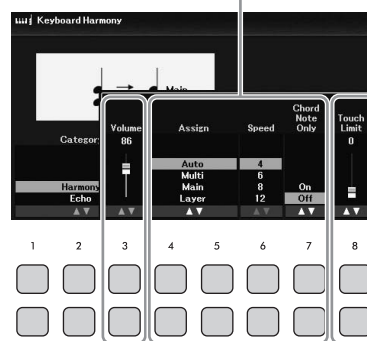 Keyboard Harmony
Main
Category
Volume
86
Assign
Speed
Chord
Note
Only
Touch
Limit
0
Harmony
Echo
Auto
Multi
Main
Layer
4
6
8
12
On
Off
1 2 3 4 5 6 7 8